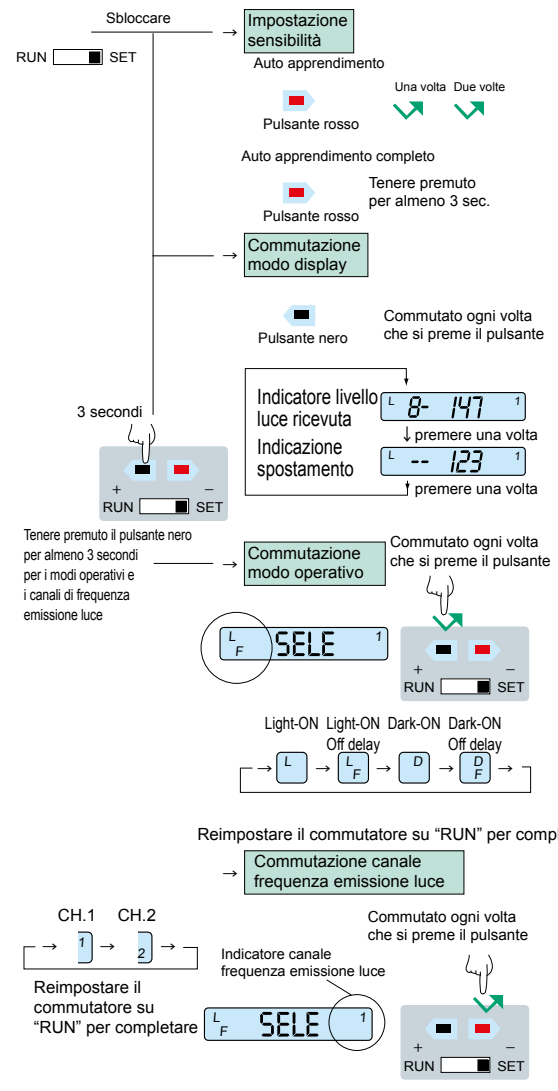 Sbloccare
→ Impostazione
sensibilità
RUN SET
Auto apprendimento
Una volta Due volte
Pulsante rosso
Auto apprendimento completo
Tenere premuto
per almeno 3 sec.
Pulsante rosso
→ Commutazione
modo display
Commutato ogni volta
che si preme il pulsante
Pulsante nero
Indicatore livello
luce ricevuta
L 8- 147 1
↓ premere una volta
Indicazione
spostamento
L -- 123 1
premere una volta
3 secondi
+ −
RUN SET
Tenere premuto il pulsante nero
per almeno 3 secondi
per i modi operativi e
i canali di frequenza
emissione luce
→ Commutazione
modo operativo
Commutato ogni volta
che si preme il pulsante
L F SELE 1
+ −
RUN SET
Light-ON Light-ON Dark-ON Dark-ON
Off delay Off delay
→ L → L F → D → D F →
Reimpostare il commutatore su “RUN” per compl
→ Commutazione canale
frequenza emissione luce
CH.1 CH.2
→ 1 → 2 →
Commutato ogni volta
che si preme il pulsante
Indicatore canale
frequenza emissione luce
Reimpostare il
commutatore su
“RUN” per completare
L F SELE 1
+ −
RUN SET